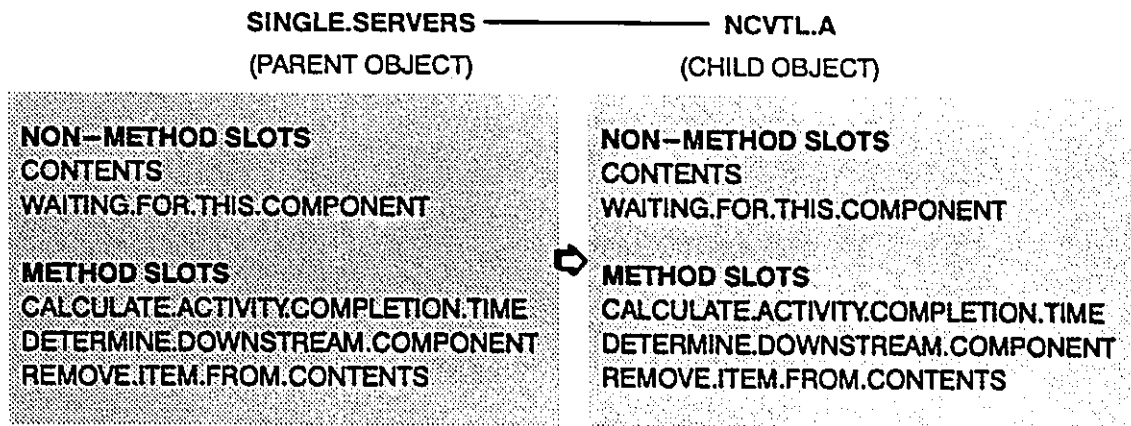 SINGLE.SERVERS
NCVTL.A
(PARENT OBJECT)
(CHILD OBJECT)
NON-METHOD SLOTS
CONTENTS
WAITING.FOR.THIS.COMPONENT
METHOD SLOTS
CALCULATE.ACTIVITY.COMPLETION.TIME
DETERMINE.DOWNSTREAM.COMPONENT
REMOVE.ITEM.FROM.CONTENTS
NON-METHOD SLOTS
CONTENTS
WAITING.FOR.THIS.COMPONENT
METHOD SLOTS
CALCULATE.ACTIVITY.COMPLETION.TIME
DETERMINE.DOWNSTREAM.COMPONENT
REMOVE.ITEM.FROM.CONTENTS